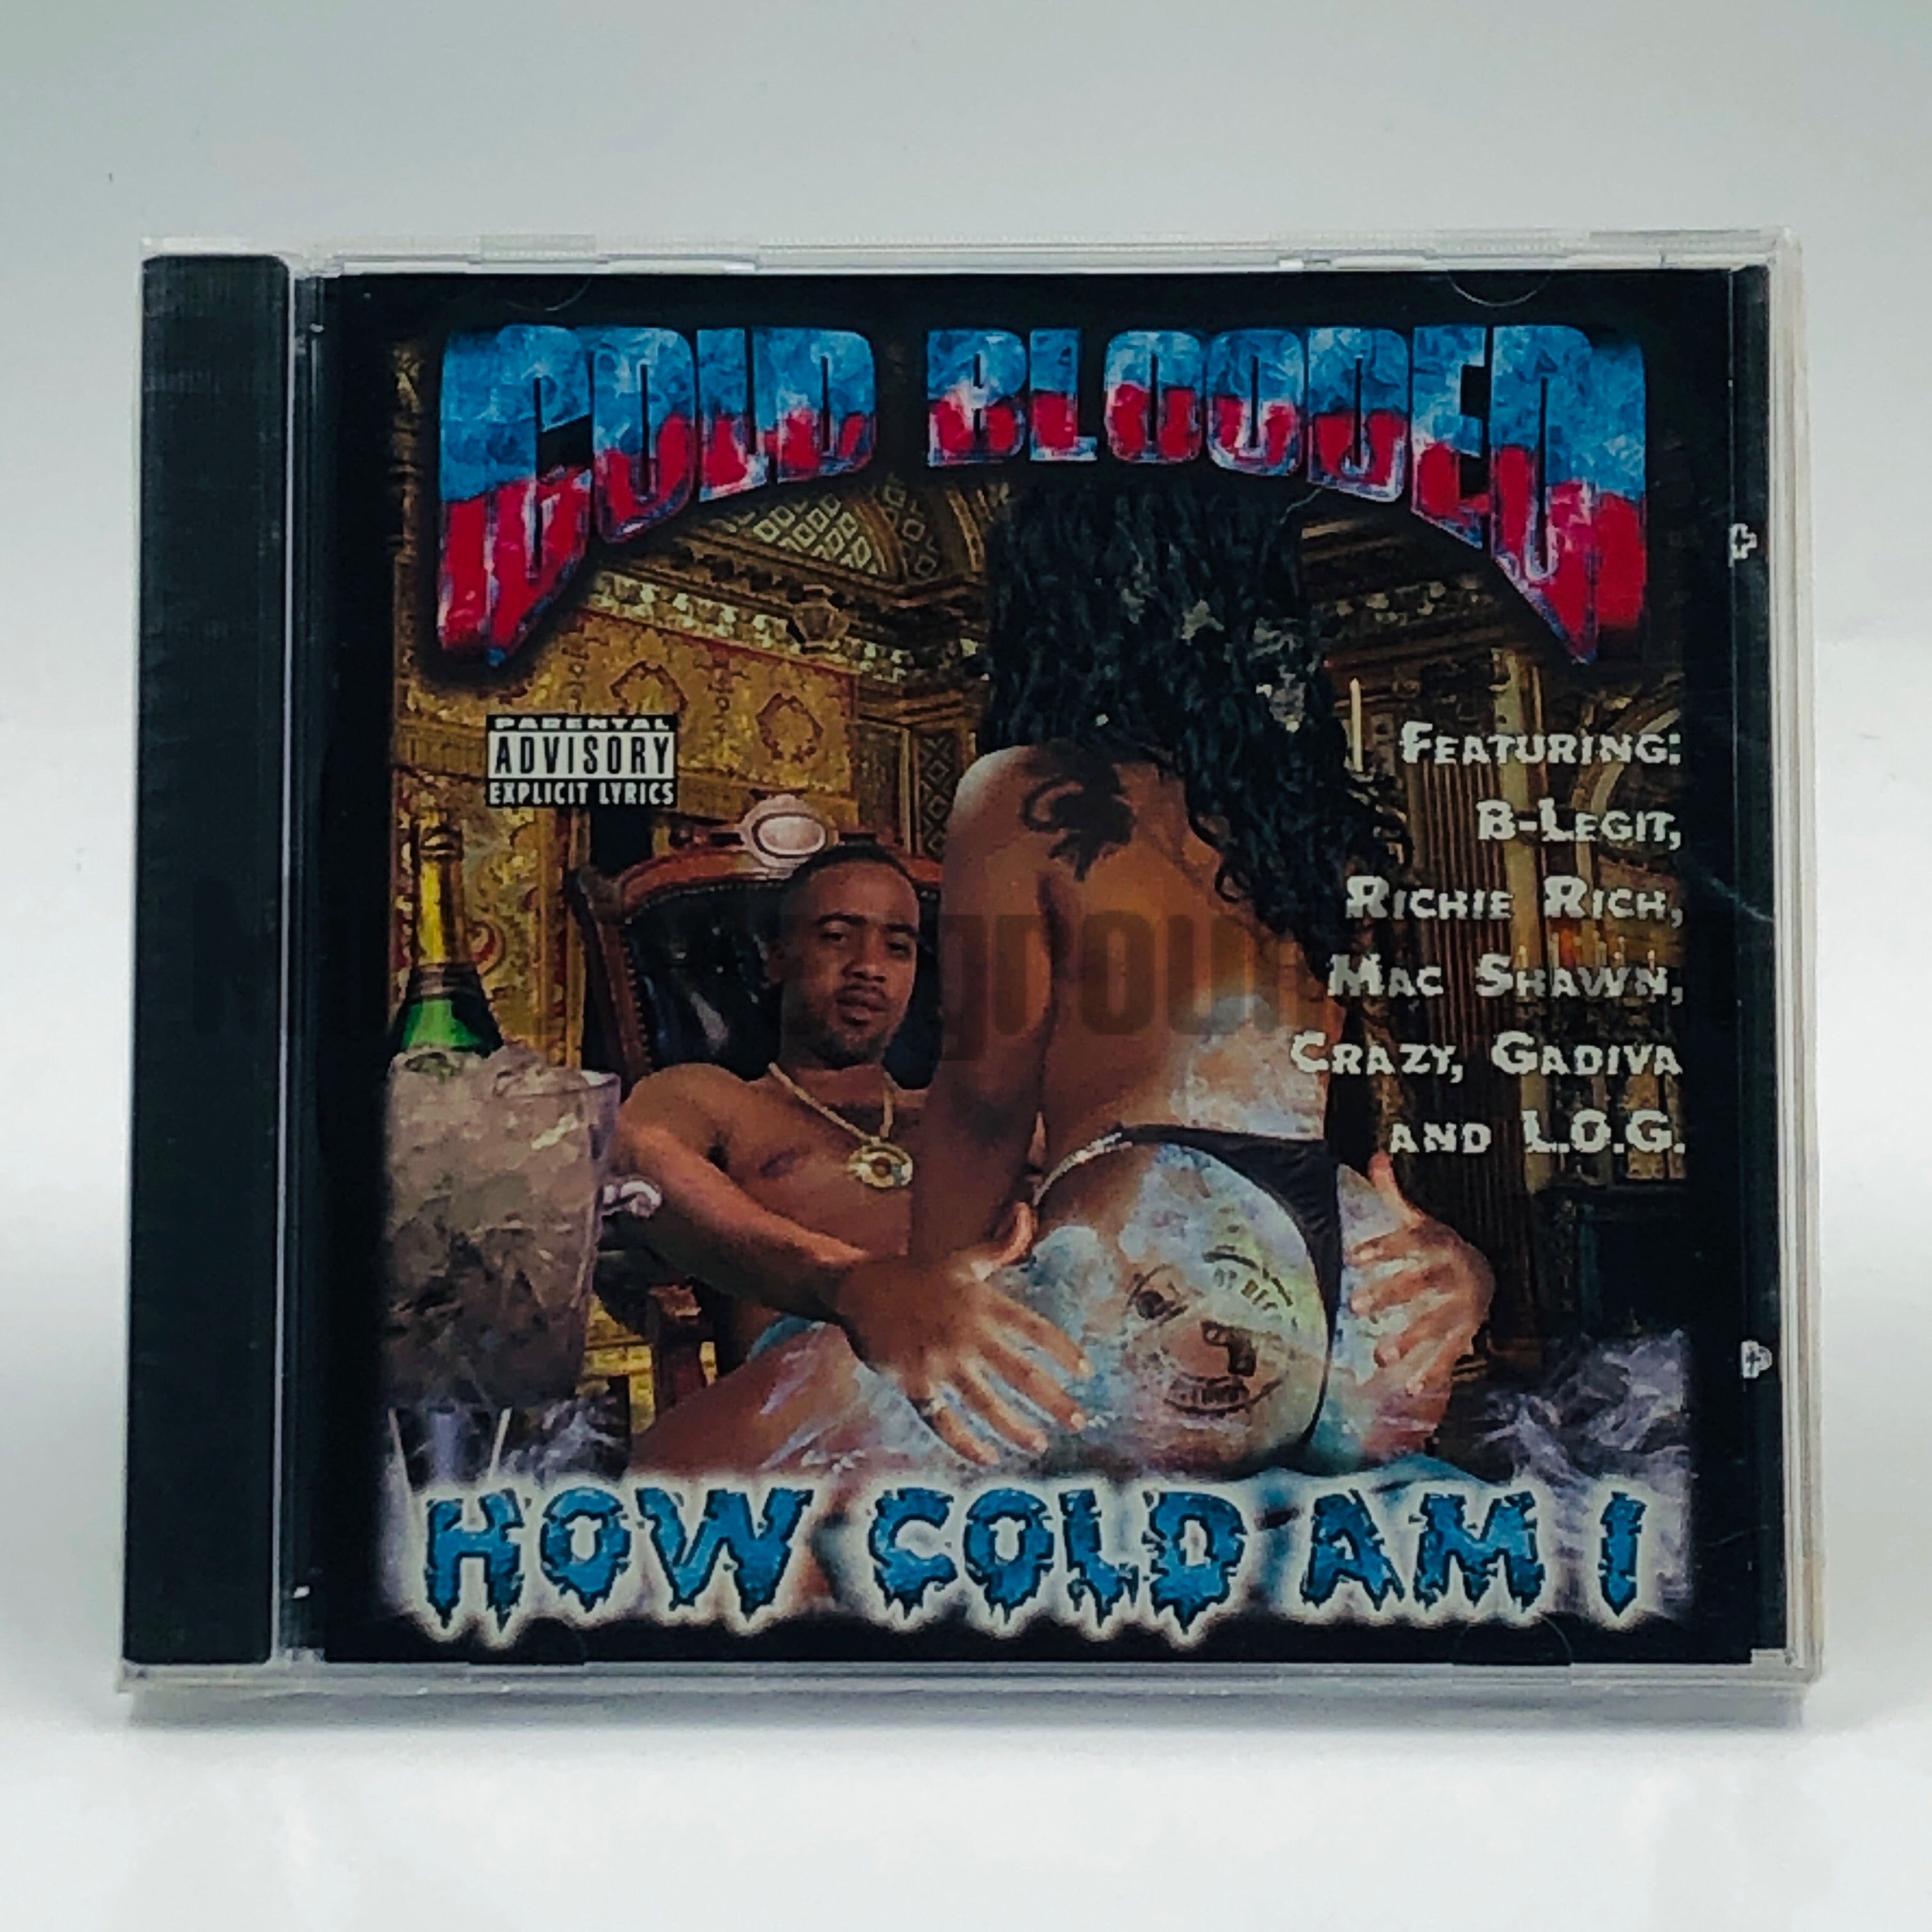 COLD BLOODED
PARENTAL
ADVISORY
EXPLICIT LYRICS
FEATURING:
B-LEGIT,
RICHIE RICH,
MAC SHAWN,
CRAZY, GADIVA
AND L.O.G.
HOW COLD AM I